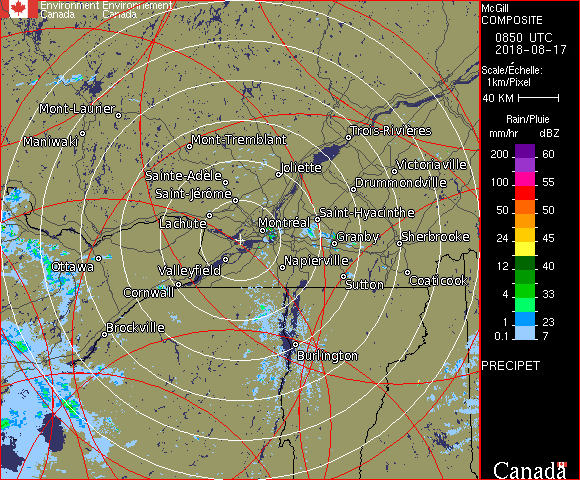 Environment Environnement
Canada Canada
McGill
COMPOSITE
0850 UTC
2018-08-17
Scale/Échelle:
1km/Pixel
40 KM
Rain/Pluie
mm/hr dBZ
200 60
100 55
50 50
24 45
12 40
4 33
1 23
0.1 7
PRECIPET
Canada
Mont-Laurier
Maniwaki
Mont-Tremblant
Trois-Rivières
Sainte-Adèle
Joliette
Victoriaville
Saint-Jérôme
Drummondville
Lachute
Montréal
Saint-Hyacinthe
Granby
Sherbrooke
Ottawa
Valleyfield
Napierville
Cornwall
Sutton
Coaticook
Brockville
Burlington